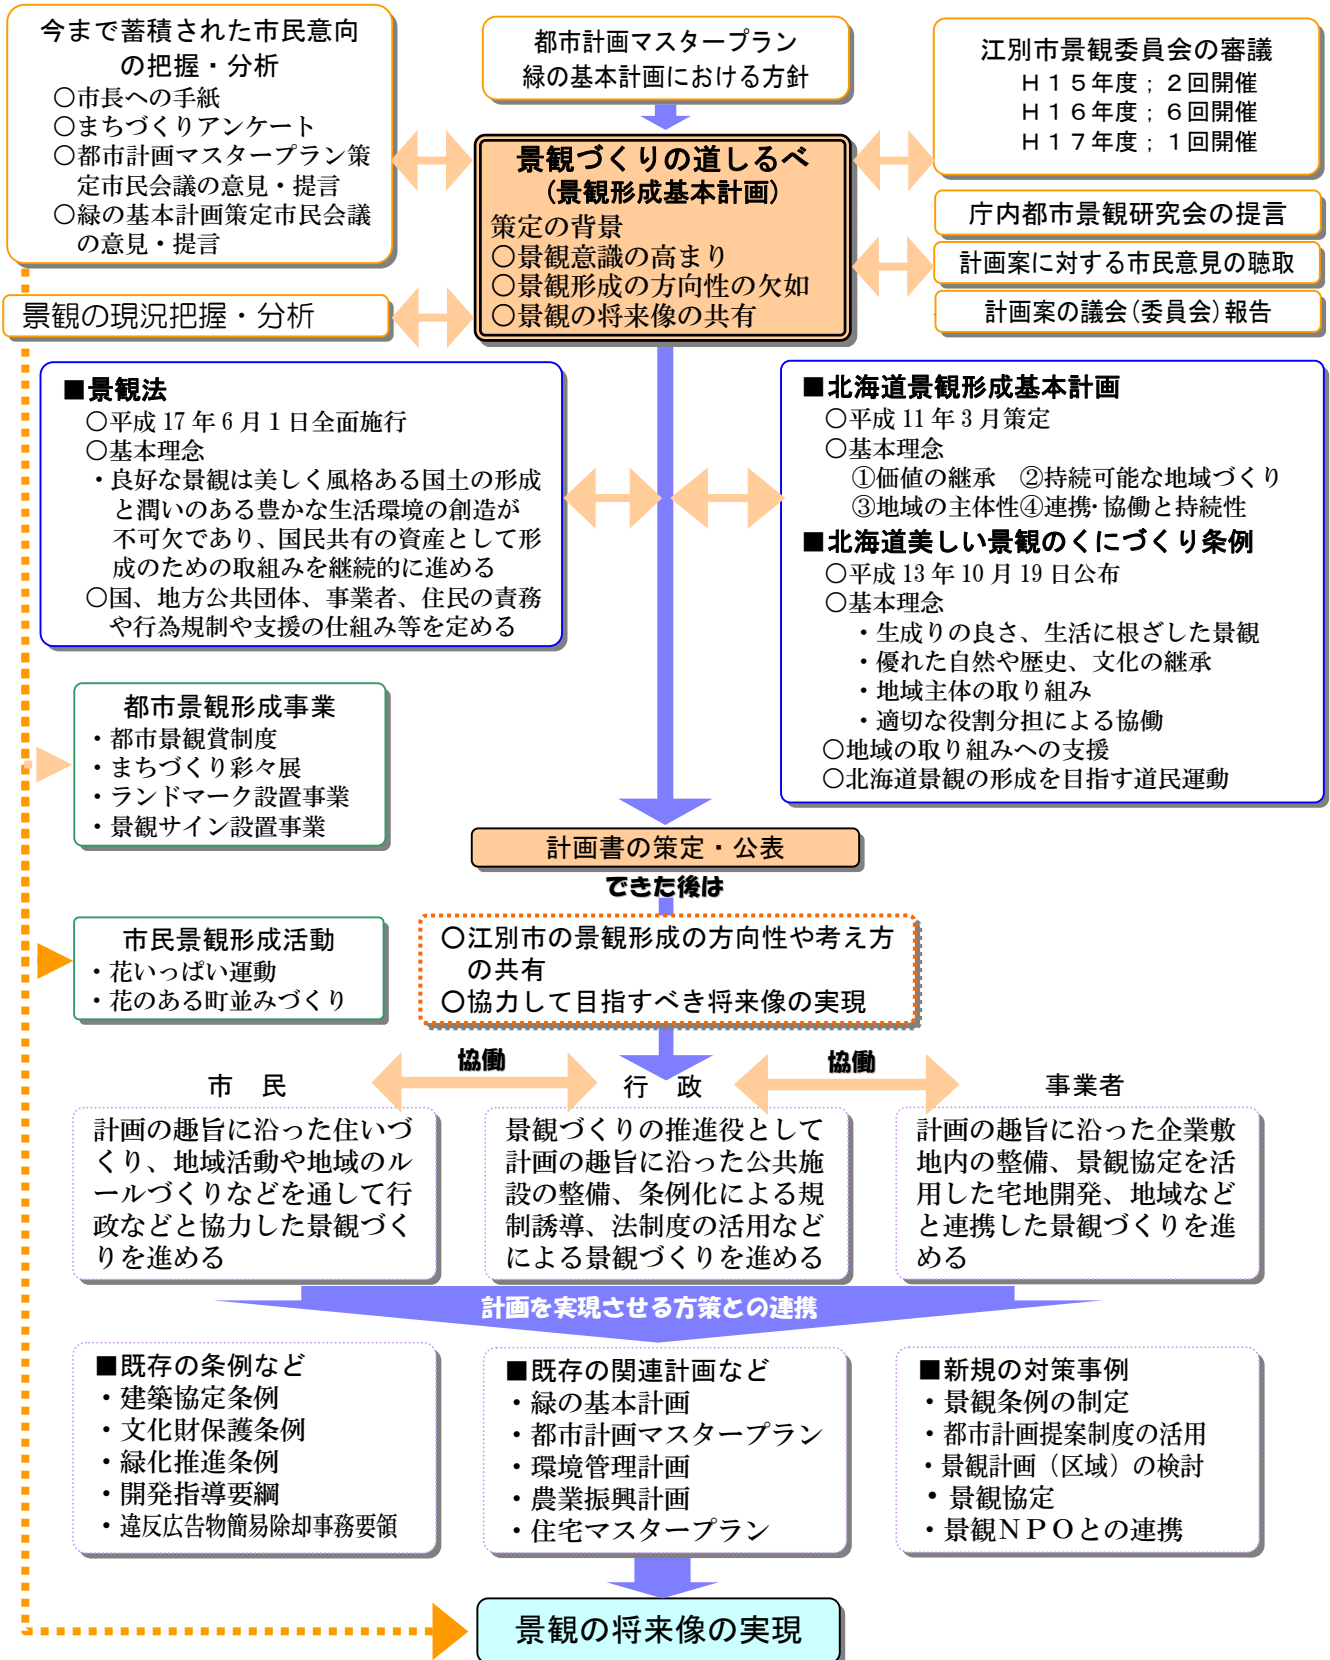 今まで蓄積された市民意向
の把握・分析
○市長への手紙
○まちづくりアンケート
○都市計画マスタープラン策
定市民会議の意見・提言
○緑の基本計画策定市民会議
の意見・提言
都市計画マスタープラン
緑の基本計画における方針
江別市景観委員会の審議
Ｈ１５年度；２回開催
Ｈ１６年度；６回開催
Ｈ１７年度；１回開催
景観づくりの道しるべ
(景観形成基本計画)
策定の背景
○景観意識の高まり
○景観形成の方向性の欠如
○景観の将来像の共有
庁内都市景観研究会の提言
計画案に対する市民意見の聴取
計画案の議会(委員会)報告
景観の現況把握・分析
■景観法
○平成 17 年 6 月 1 日全面施行
○基本理念
・良好な景観は美しく風格ある国土の形成
と潤いのある豊かな生活環境の創造が
不可欠であり、国民共有の資産として形
成のための取組みを継続的に進める
○国、地方公共団体、事業者、住民の責務
や行為規制や支援の仕組み等を定める
■北海道景観形成基本計画
○平成 11 年 3 月策定
○基本理念
①価値の継承　②持続可能な地域づくり
③地域の主体性④連携・協働と持続性
■北海道美しい景観のくにづくり条例
○平成 13 年 10 月 19 日公布
○基本理念
・生成りの良さ、生活に根ざした景観
・優れた自然や歴史、文化の継承
・地域主体の取り組み
・適切な役割分担による協働
○地域の取り組みへの支援
○北海道景観の形成を目指す道民運動
都市景観形成事業
・都市景観賞制度
・まちづくり彩々展
・ランドマーク設置事業
・景観サイン設置事業
計画書の策定・公表
できた後は
市民景観形成活動
・花いっぱい運動
・花のある町並みづくり
○江別市の景観形成の方向性や考え方
の共有
○協力して目指すべき将来像の実現
協働
協働
市　民
行　政
事業者
計画の趣旨に沿った住いづ
くり、地域活動や地域のル
ールづくりなどを通して行
政などと協力した景観づく
りを進める
景観づくりの推進役として
計画の趣旨に沿った公共施
設の整備、条例化による規
制誘導、法制度の活用など
による景観づくりを進める
計画の趣旨に沿った企業敷
地内の整備、景観協定を活
用した宅地開発、地域など
と連携した景観づくりを進
める
計画を実現させる方策との連携
■既存の条例など
・建築協定条例
・文化財保護条例
・緑化推進条例
・開発指導要綱
・違反広告物簡易除却事務要領
■既存の関連計画など
・緑の基本計画
・都市計画マスタープラン
・環境管理計画
・農業振興計画
・住宅マスタープラン
■新規の対策事例
・景観条例の制定
・都市計画提案制度の活用
・景観計画（区域）の検討
・景観協定
・景観ＮＰＯとの連携
景観の将来像の実現